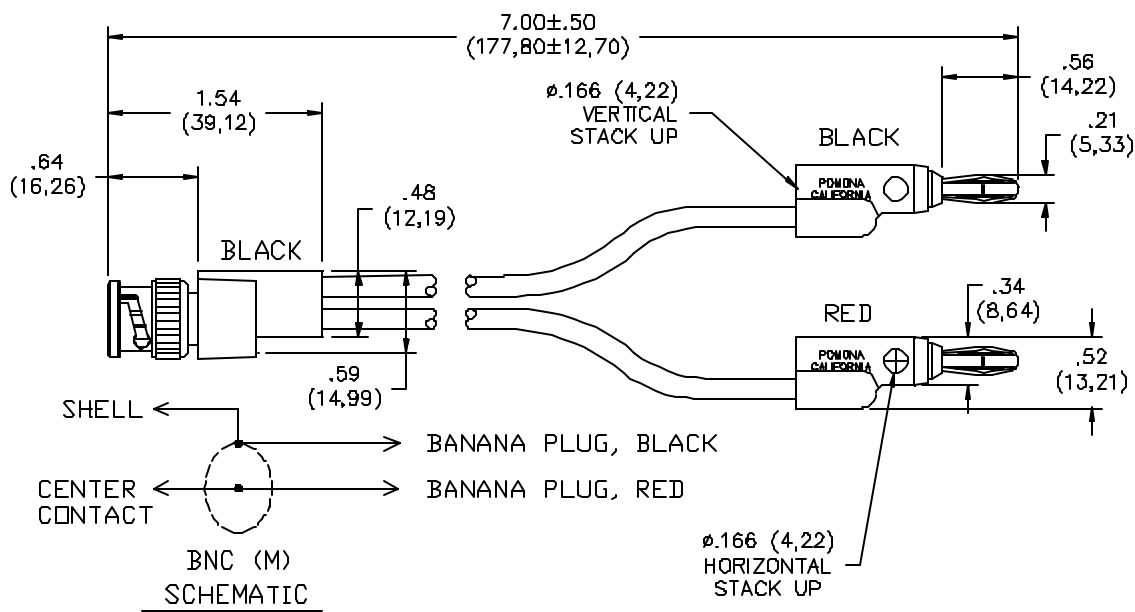 7.00±.50
(177,80±12,70)
.56
(14,22)
ø.166 (4,22)
VERTICAL
STACK UP
1.54
(39,12)
BLACK
.21
(5,33)
.64
(16,26)
POMONA
CALIFORNIA
.48
(12,19)
BLACK
.34
(8,64)
RED
POMONA
CALIFORNIA
.52
(13,21)
.59
(14,99)
SHELL
BANANA PLUG, BLACK
CENTER
CONTACT
BANANA PLUG, RED
BNC (M)
SCHEMATIC
ø.166 (4,22)
HORIZONTAL
STACK UP